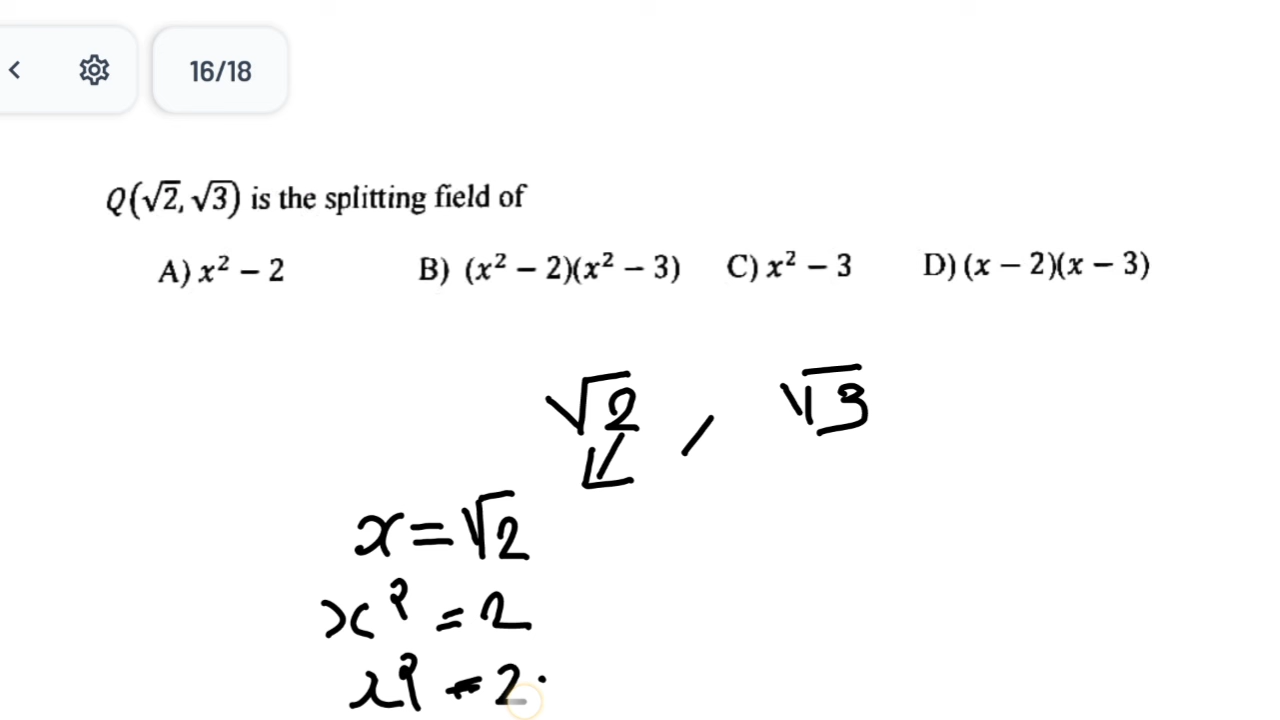 16/18
Q(√2, √3) is the splitting field of
A) x² − 2 B) (x² − 2)(x² − 3) C) x² − 3 D) (x − 2)(x − 3)
√2 , √3
x = √2
x² = 2
x² - 2